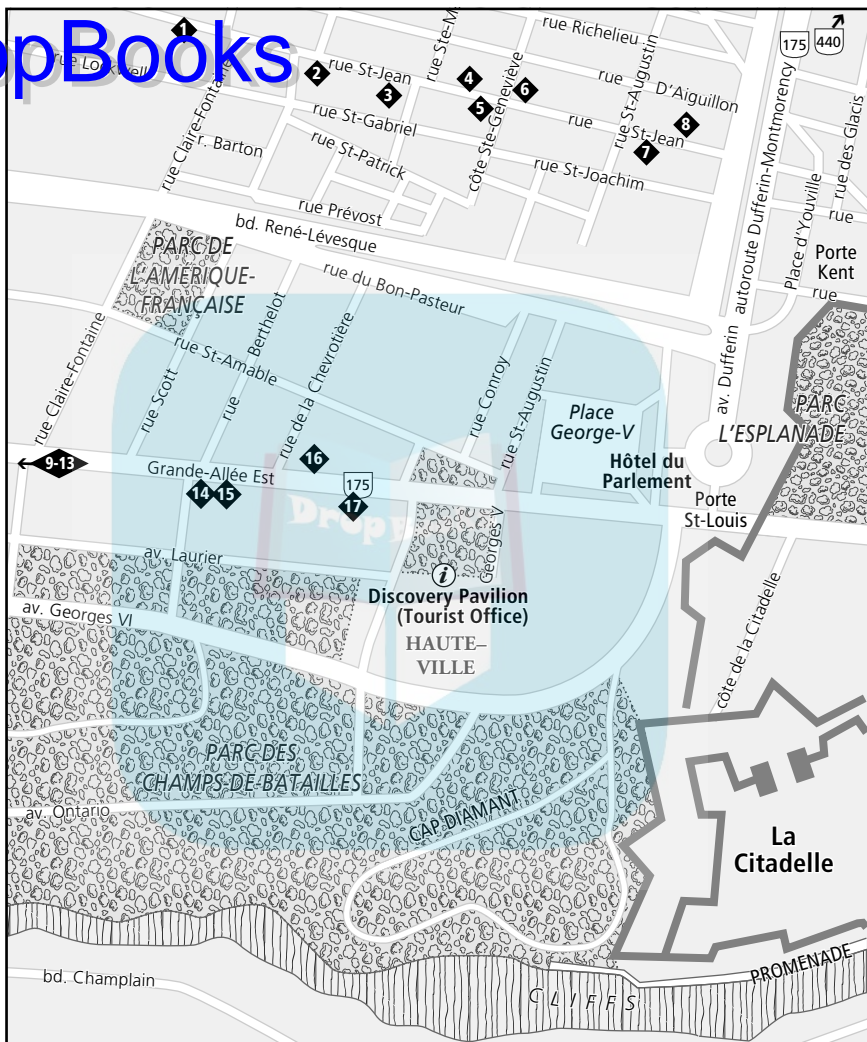 opBooks
1
rue Lockwell
rue Claire-Fontaine
2
rue St-Jean
3
rue Ste-M
4
5
6
côte Ste-Geneviève
rue Richelieu
rue D'Aiguillon
rue St-Augustin
rue St-Jean
7
8
175
440
rue St-Gabriel
r. Barton
rue St-Patrick
rue St-Joachim
rue Prévost
bd. René-Lévesque
autoroute Dufferin-Montmorency
Place d'Youville
rue des Glacis
rue
Porte
Kent
rue
PARC DE
L'AMÉRIQUE-
FRANÇAISE
rue du Bon-Pasteur
rue Claire-Fontaine
rue Scott
rue Berthelot
rue St-Amable
rue de la Chevrotière
rue Conroy
rue St-Augustin
Place
George-V
av. Dufferin
PARC
L'ESPLANADE
9-13
Grande-Allée Est
14
15
16
175
17
Hôtel du
Parlement
Porte
St-Louis
Drop B
av. Laurier
Georges V
i
Discovery Pavilion
(Tourist Office)
HAUTE–
VILLE
av. Georges VI
côte de la Citadelle
PARC DES
CHAMPS-DE-BATAILLES
av. Ontario
CAP DIAMANT
La
Citadelle
bd. Champlain
CLIFFS
PROMENADE